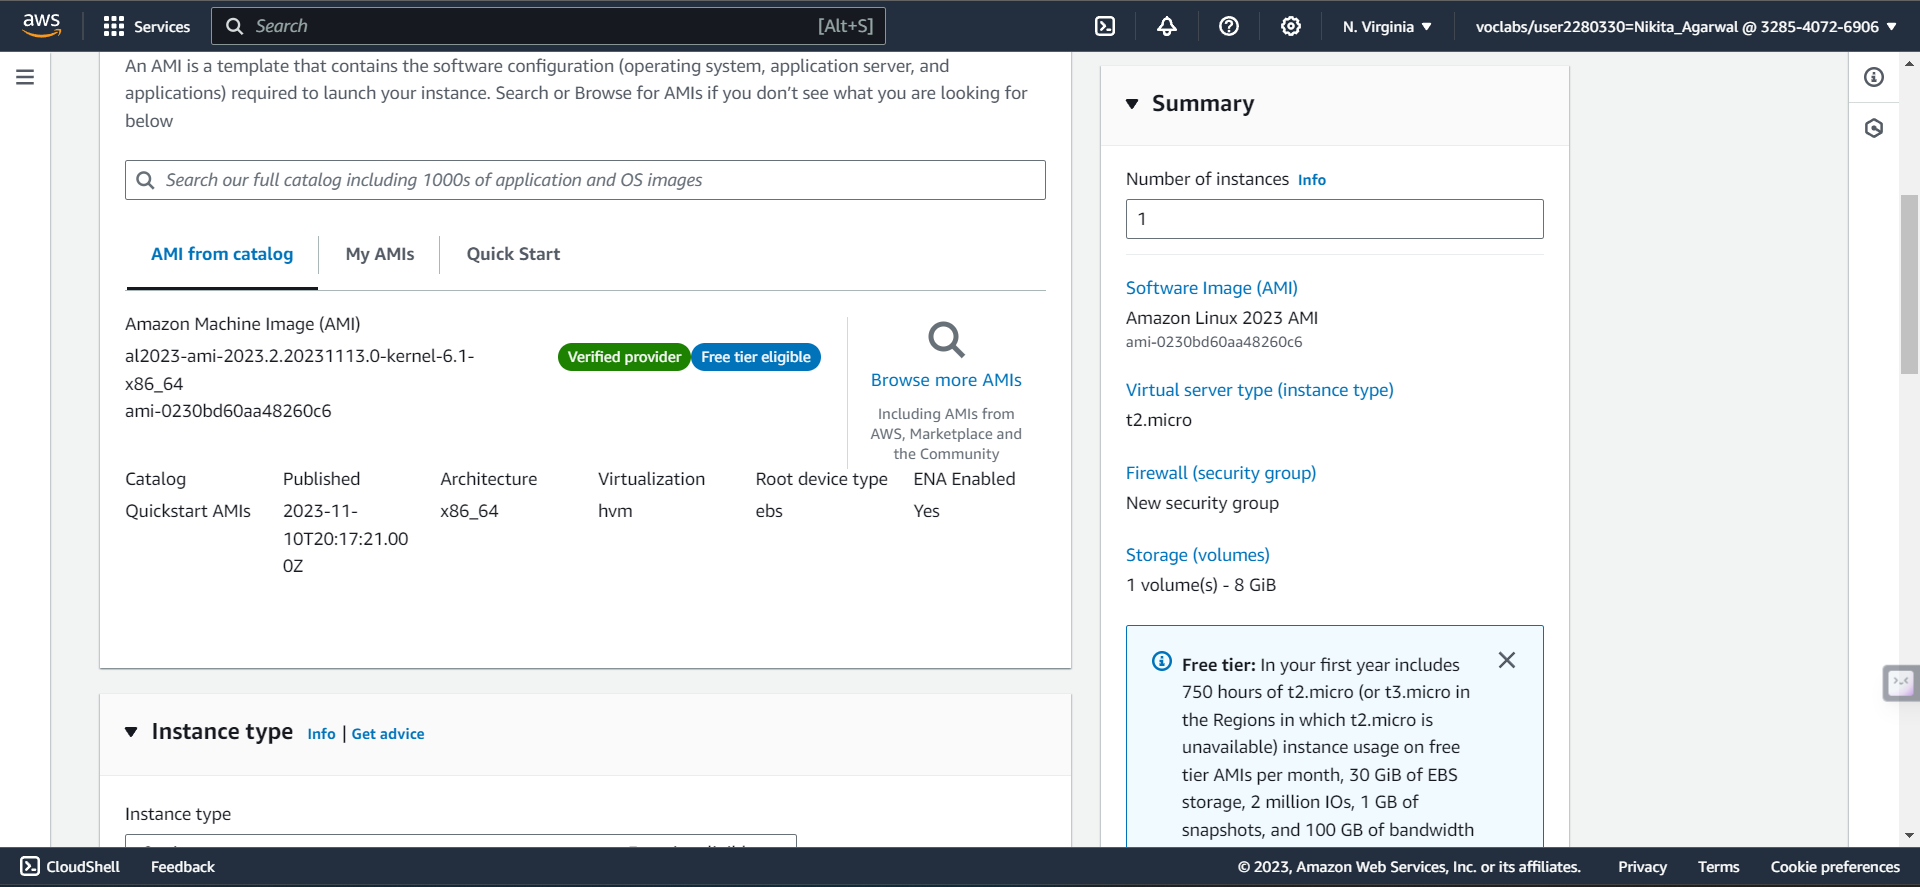 aws
Services
Search
[Alt+S]
N. Virginia
voclabs/user2280330=Nikita_Agarwal @ 3285-4072-6906
An AMI is a template that contains the software configuration (operating system, application server, and
applications) required to launch your instance. Search or Browse for AMIs if you don’t see what you are looking for
below
Search our full catalog including 1000s of application and OS images
AMI from catalog
My AMIs
Quick Start
Amazon Machine Image (AMI)
al2023-ami-2023.2.20231113.0-kernel-6.1-
x86_64
ami-0230bd60aa48260c6
Verified provider
Free tier eligible
Browse more AMIs
Including AMIs from
AWS, Marketplace and
the Community
Catalog
Quickstart AMIs
Published
2023-11-
10T20:17:21.00
0Z
Architecture
x86_64
Virtualization
hvm
Root device type
ebs
ENA Enabled
Yes
Instance type
Info | Get advice
Instance type
Summary
Number of instances Info
1
Software Image (AMI)
Amazon Linux 2023 AMI
ami-0230bd60aa48260c6
Virtual server type (instance type)
t2.micro
Firewall (security group)
New security group
Storage (volumes)
1 volume(s) - 8 GiB
Free tier: In your first year includes
750 hours of t2.micro (or t3.micro in
the Regions in which t2.micro is
unavailable) instance usage on free
tier AMIs per month, 30 GiB of EBS
storage, 2 million IOs, 1 GB of
snapshots, and 100 GB of bandwidth
CloudShell
Feedback
© 2023, Amazon Web Services, Inc. or its affiliates.
Privacy
Terms
Cookie preferences